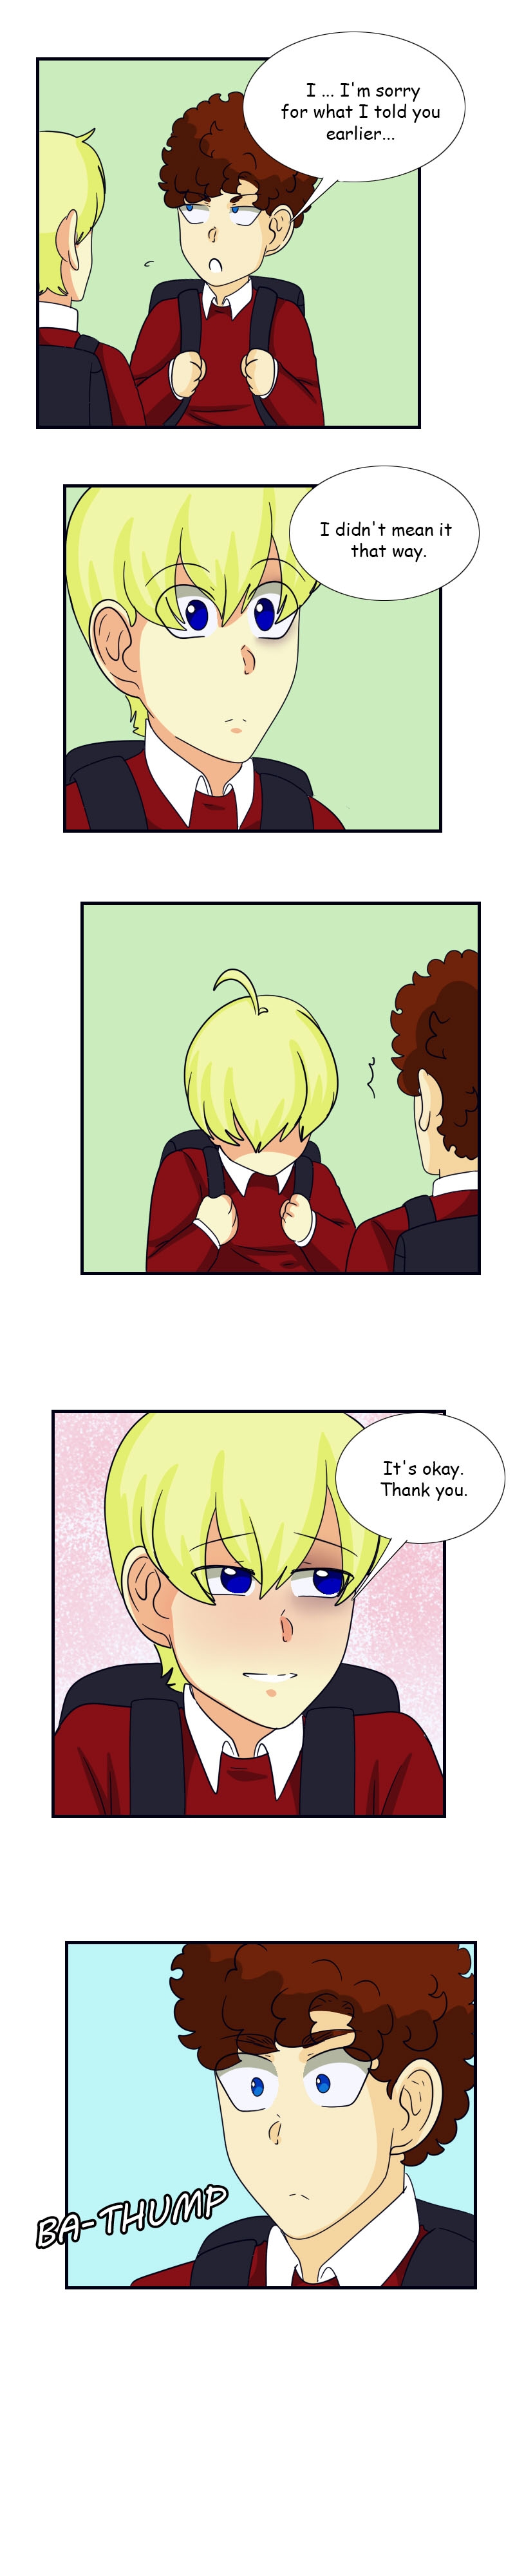 I ... I'm sorry
for what I told you
earlier...
I didn't mean it
that way.
It's okay.
Thank you.
BA-THUMP